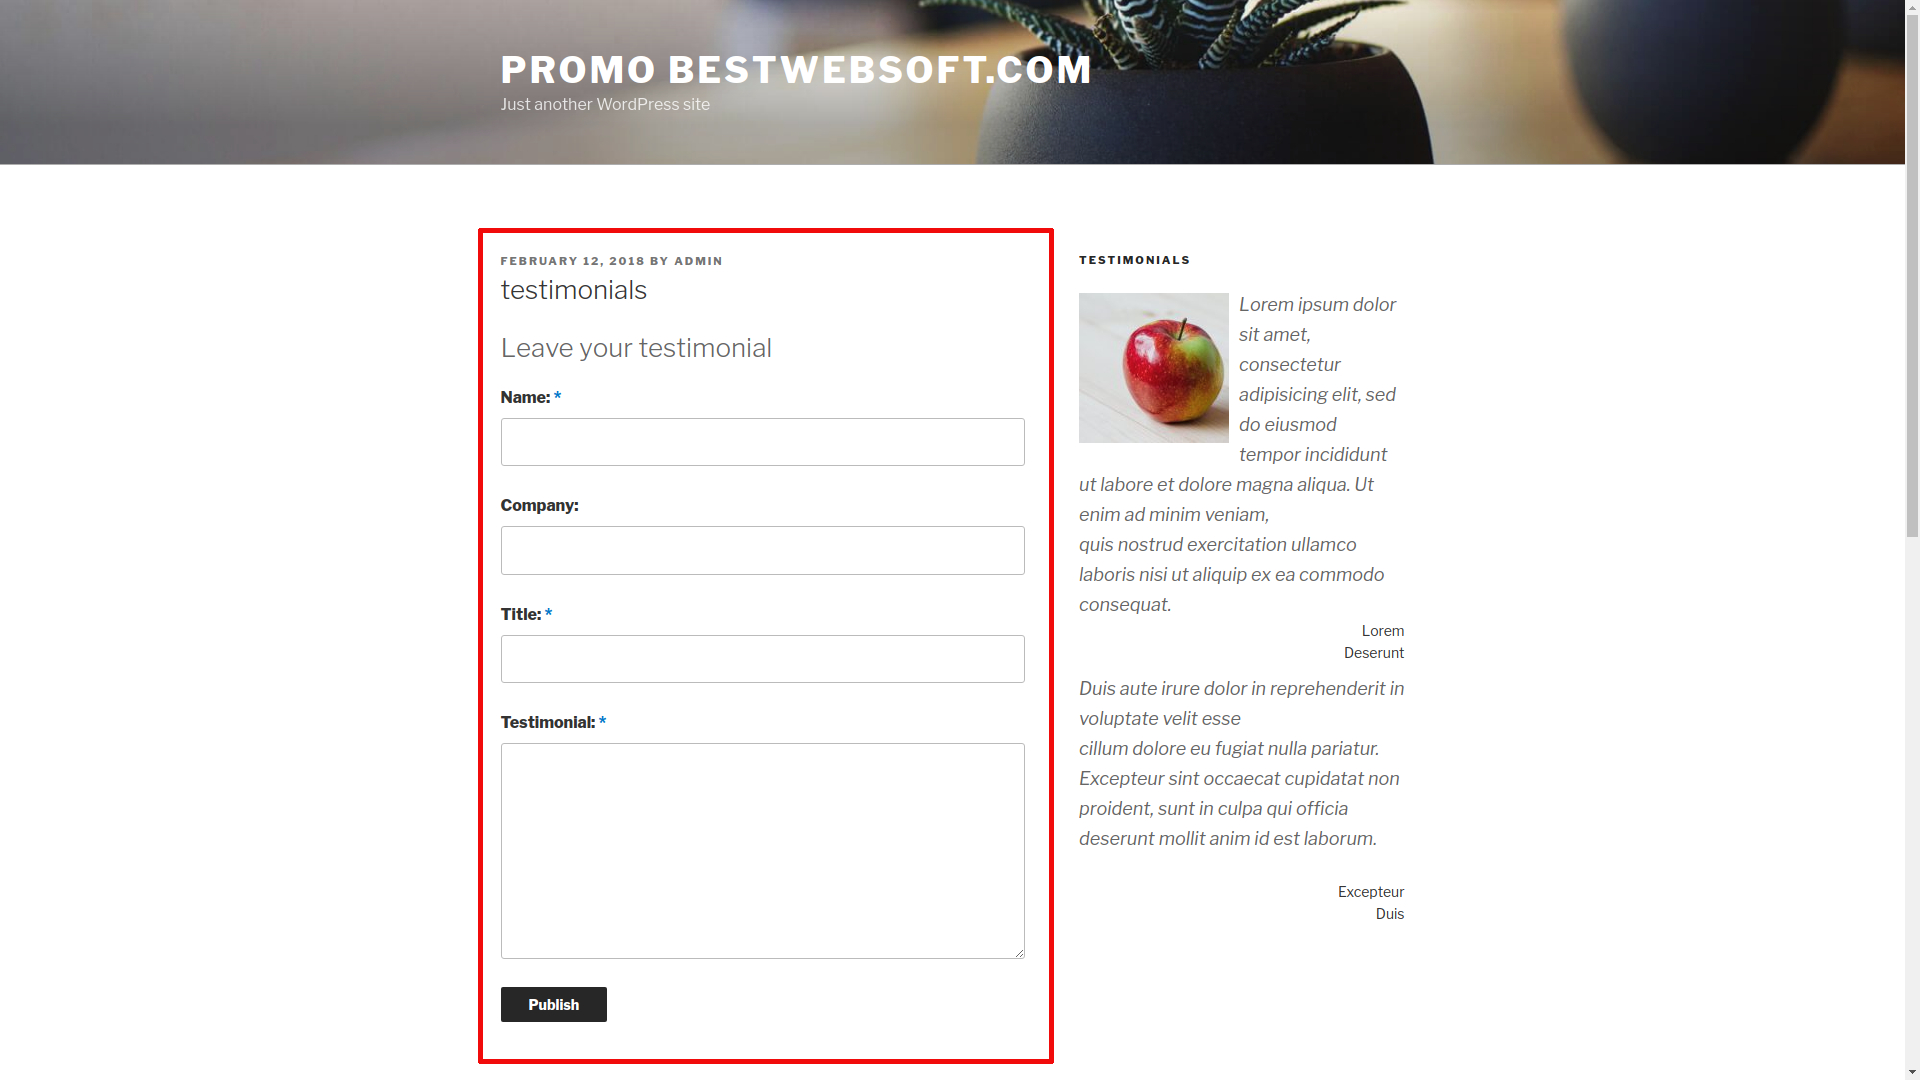 PROMO BESTWEBSOFT.COM
Just another WordPress site
FEBRUARY 12, 2018 BY ADMIN
testimonials
Leave your testimonial
Name: *
Company:
Title: *
Testimonial: *
Publish
TESTIMONIALS
Lorem ipsum dolor
sit amet,
consectetur
adipisicing elit, sed
do eiusmod
tempor incididunt
ut labore et dolore magna aliqua. Ut
enim ad minim veniam,
quis nostrud exercitation ullamco
laboris nisi ut aliquip ex ea commodo
consequat.
Lorem
Deserunt
Duis aute irure dolor in reprehenderit in
voluptate velit esse
cillum dolore eu fugiat nulla pariatur.
Excepteur sint occaecat cupidatat non
proident, sunt in culpa qui officia
deserunt mollit anim id est laborum.
Excepteur
Duis